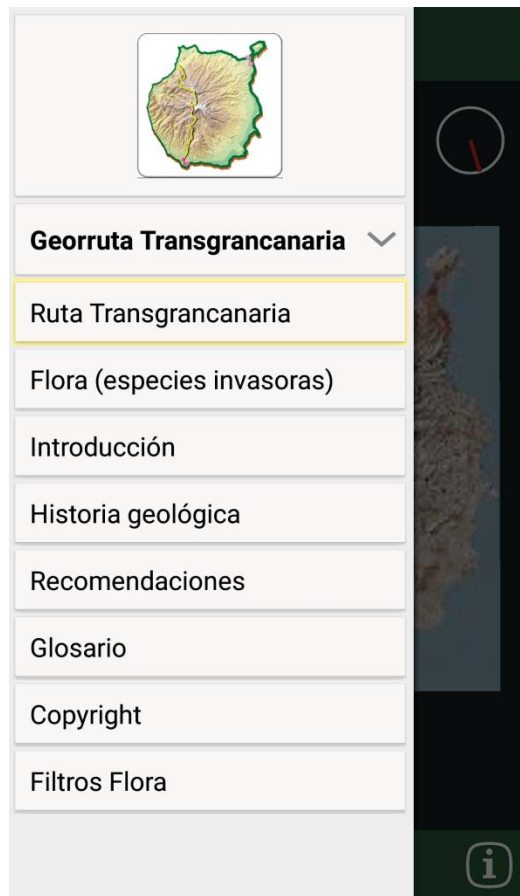 Georruta Transgrancanaria
Ruta Transgrancanaria
Flora (especies invasoras)
Introducción
Historia geológica
Recomendaciones
Glosario
Copyright
Filtros Flora
i